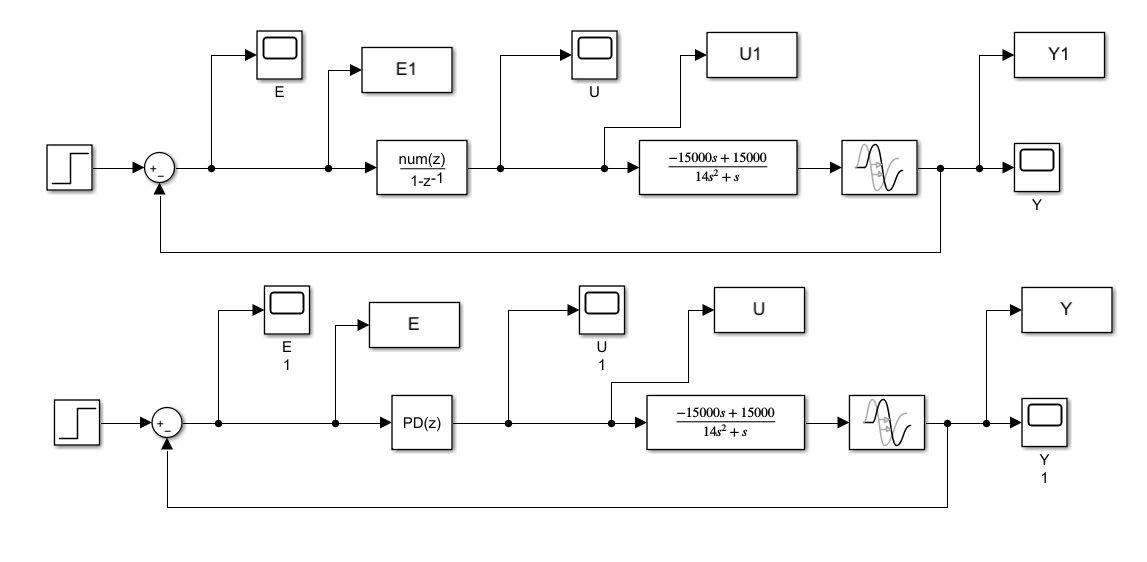 E
E1
U
U1
Y1
Y
+
−
num(z)
1-z-1
−15000s + 15000
14s² + s
E
1
E
U
1
U
Y
Y
1
+
−
PD(z)
−15000s + 15000
14s² + s